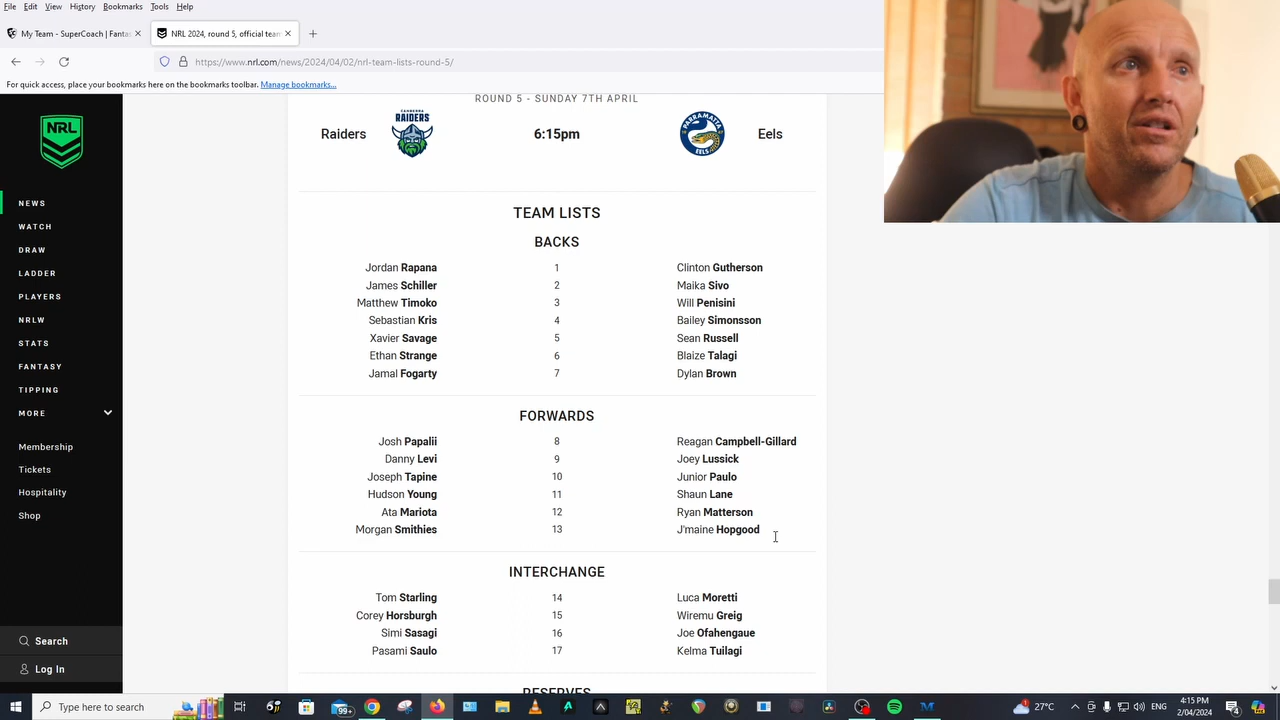 File Edit View History Bookmarks Tools Help
My Team - SuperCoach | Fanta
NRL 2024, round 5, official team
https://www.nrl.com/news/2024/04/02/nrl-team-lists-round-5/
For quick access, place your bookmarks here on the bookmarks toolbar. Manage bookmarks...
NRL
NEWS
WATCH
DRAW
LADDER
PLAYERS
NRLW
STATS
FANTASY
TIPPING
MORE
Membership
Tickets
Hospitality
Shop
Search
Log In
ROUND 5 - SUNDAY 7TH APRIL
Raiders CANBERRA RAIDERS 6:15pm PARRAMATTA EELS Eels
TEAM LISTS
BACKS
Jordan Rapana 1 Clinton Gutherson
James Schiller 2 Maika Sivo
Matthew Timoko 3 Will Penisini
Sebastian Kris 4 Bailey Simonsson
Xavier Savage 5 Sean Russell
Ethan Strange 6 Blaize Talagi
Jamal Fogarty 7 Dylan Brown
FORWARDS
Josh Papalii 8 Reagan Campbell-Gillard
Danny Levi 9 Joey Lussick
Joseph Tapine 10 Junior Paulo
Hudson Young 11 Shaun Lane
Ata Mariota 12 Ryan Matterson
Morgan Smithies 13 J'maine Hopgood
INTERCHANGE
Tom Starling 14 Luca Moretti
Corey Horsburgh 15 Wiremu Greig
Simi Sasagi 16 Joe Ofahengaue
Pasami Saulo 17 Kelma Tuilagi
RESERVES
Type here to search
99+
27°C
ENG
4:15 PM
2/04/2024
4